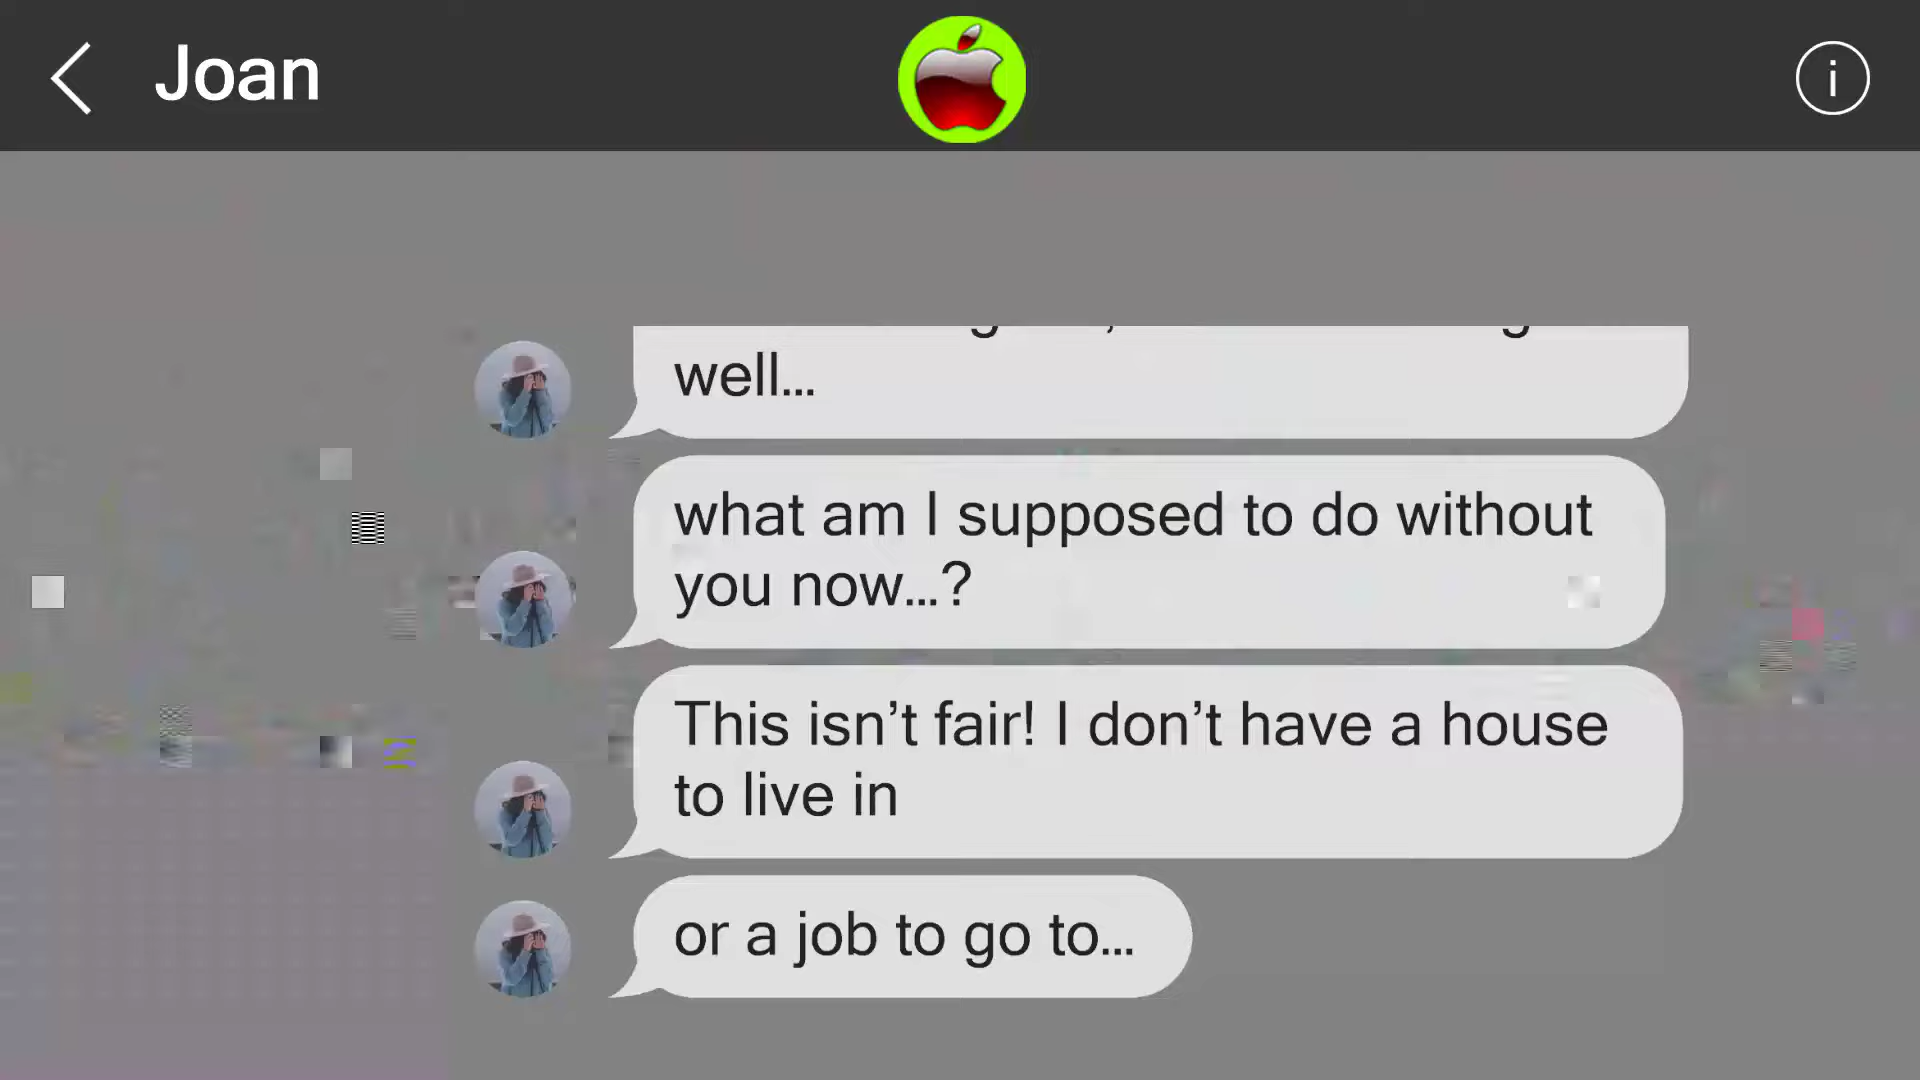 Joan
i
well...
what am I supposed to do without
you now...?
This isn’t fair! I don’t have a house
to live in
or a job to go to...